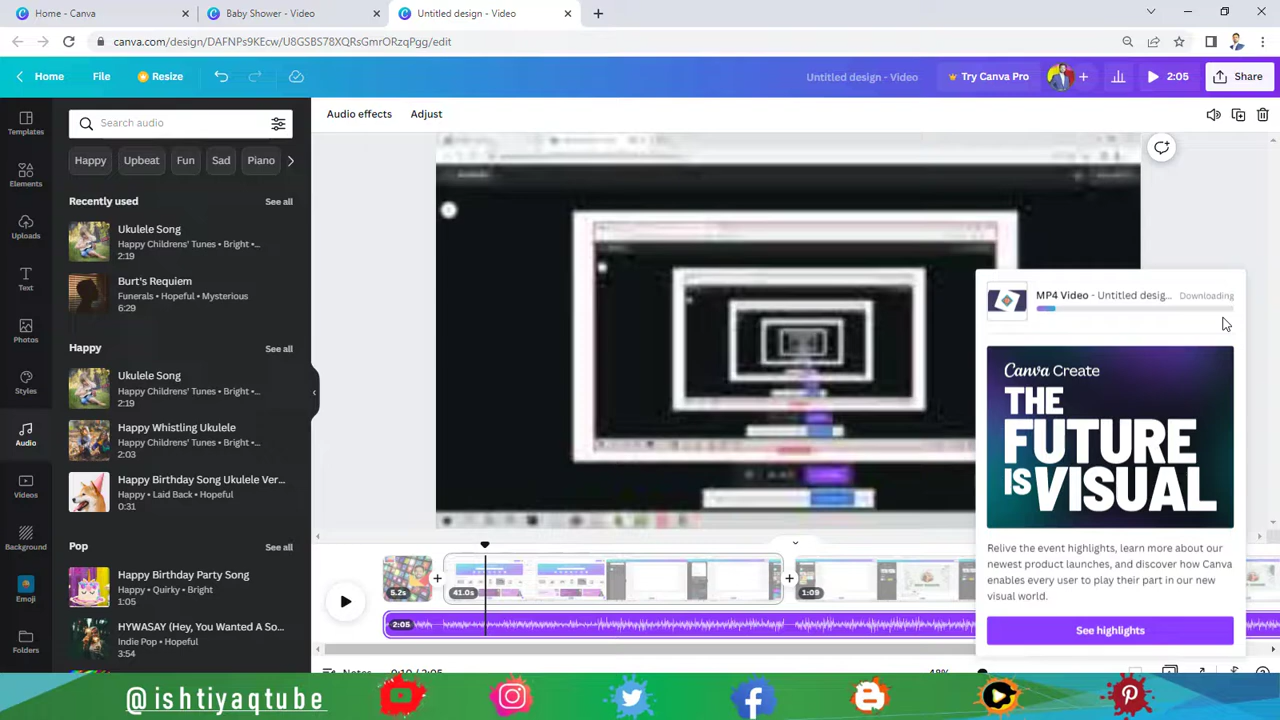 Home - Canva
Baby Shower - Video
Untitled design - Video
canva.com/design/DAFNPs9KEcw/U8GSBS78XQRsGmrORzqPgg/edit
Home
File
Resize
Untitled design - Video
Try Canva Pro
2:05
Share
Templates
Elements
Uploads
Text
Photos
Styles
Audio
Videos
Background
Emoji
Folders
Search audio
Happy
Upbeat
Fun
Sad
Piano
Recently used
See all
Ukulele Song
Happy Childrens' Tunes • Bright •...
2:19
Burt's Requiem
Funerals • Hopeful • Mysterious
6:29
Happy
See all
Ukulele Song
Happy Childrens' Tunes • Bright •...
2:19
Happy Whistling Ukulele
Happy Childrens' Tunes • Bright •...
2:03
Happy Birthday Song Ukulele Ver...
Happy • Laid Back • Hopeful
0:31
Pop
See all
Happy Birthday Party Song
Happy • Quirky • Bright
1:05
HYWASAY (Hey, You Wanted A So...
Indie Pop • Hopeful
3:54
Audio effects
Adjust
MP4 Video - Untitled desig...
Downloading
Canva Create
THE
FUTURE
IS VISUAL
Relive the event highlights, learn more about our
newest product launches, and discover how Canva
enables every user to play their part in our new
visual world.
See highlights
5.2s
41.0s
1:09
2:05
Notes
0:10 / 2:05
48%
@ishtiyaqtube